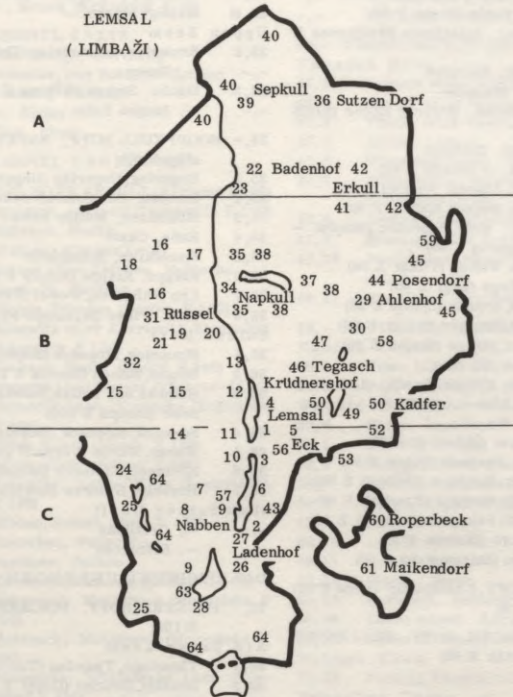 LEMSAL
( LIMBAŽI )
40
40
Sepkull
39
36 Sutzen Dorf
A
40
22 Badenhof 42
23
Erkull
41
42
59
16
17
35 38
45
18
37
44 Posendorf
34
38
16
Napkull
29 Ahlenhof
35
38
45
31 Rüssel
30
19
20
47
58
B
21
32
13
46 Tegasch
Krüdnershof
15
15
12
4
50
50 Kadfer
Lemsal
49
14
11
1
5
52
Eck
56
10
3
53
24
64
7
6
25
57
8
9
43
C
Nabben
2
60 Roperbeck
64
27
Ladenhof
9
26
61 Maikendorf
63
25
28
64
64